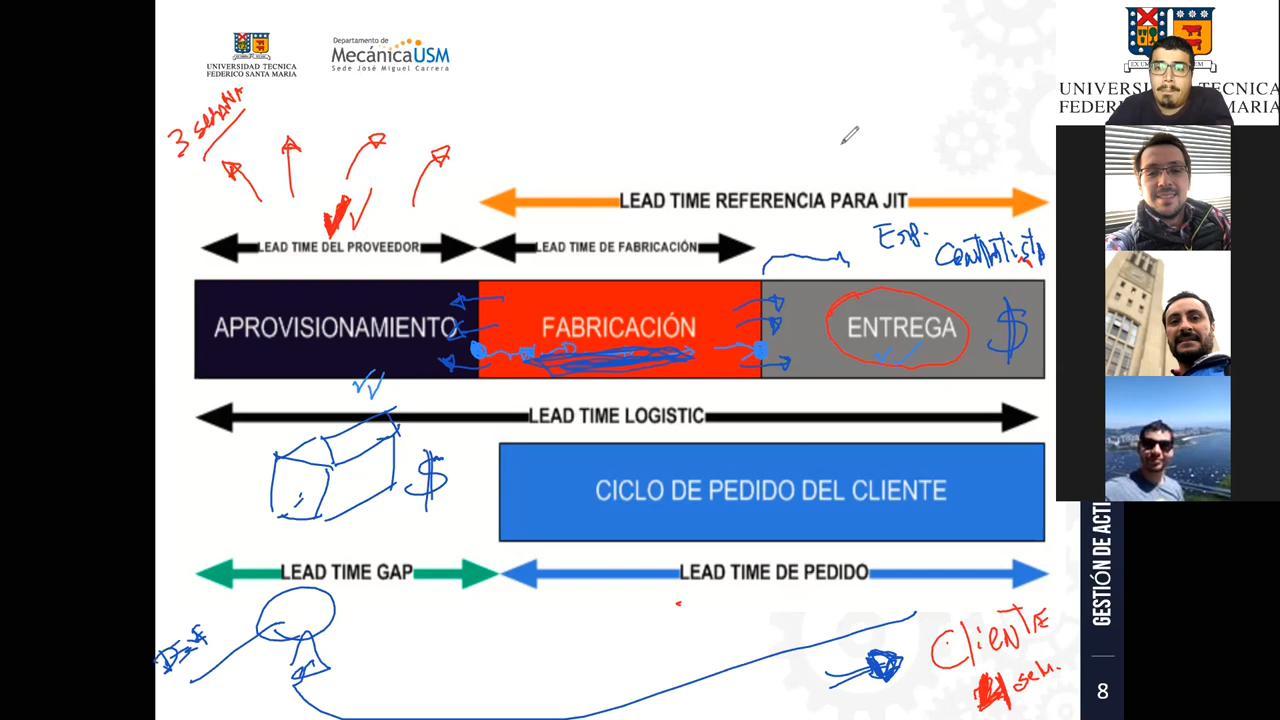 UNIVERSIDAD TECNICA
FEDERICO SANTA MARIA
Departamento de
MecánicaUSM
Sede José Miguel Carrera
3 semana
LEAD TIME REFERENCIA PARA JIT
LEAD TIME DEL PROVEEDOR
LEAD TIME DE FABRICACIÓN
APROVISIONAMIENTO
FABRICACIÓN
ENTREGA
$
LEAD TIME LOGISTIC
$
CICLO DE PEDIDO DEL CLIENTE
LEAD TIME GAP
LEAD TIME DE PEDIDO
Cliente
4 sem.
GESTIÓN DE ACTI
8